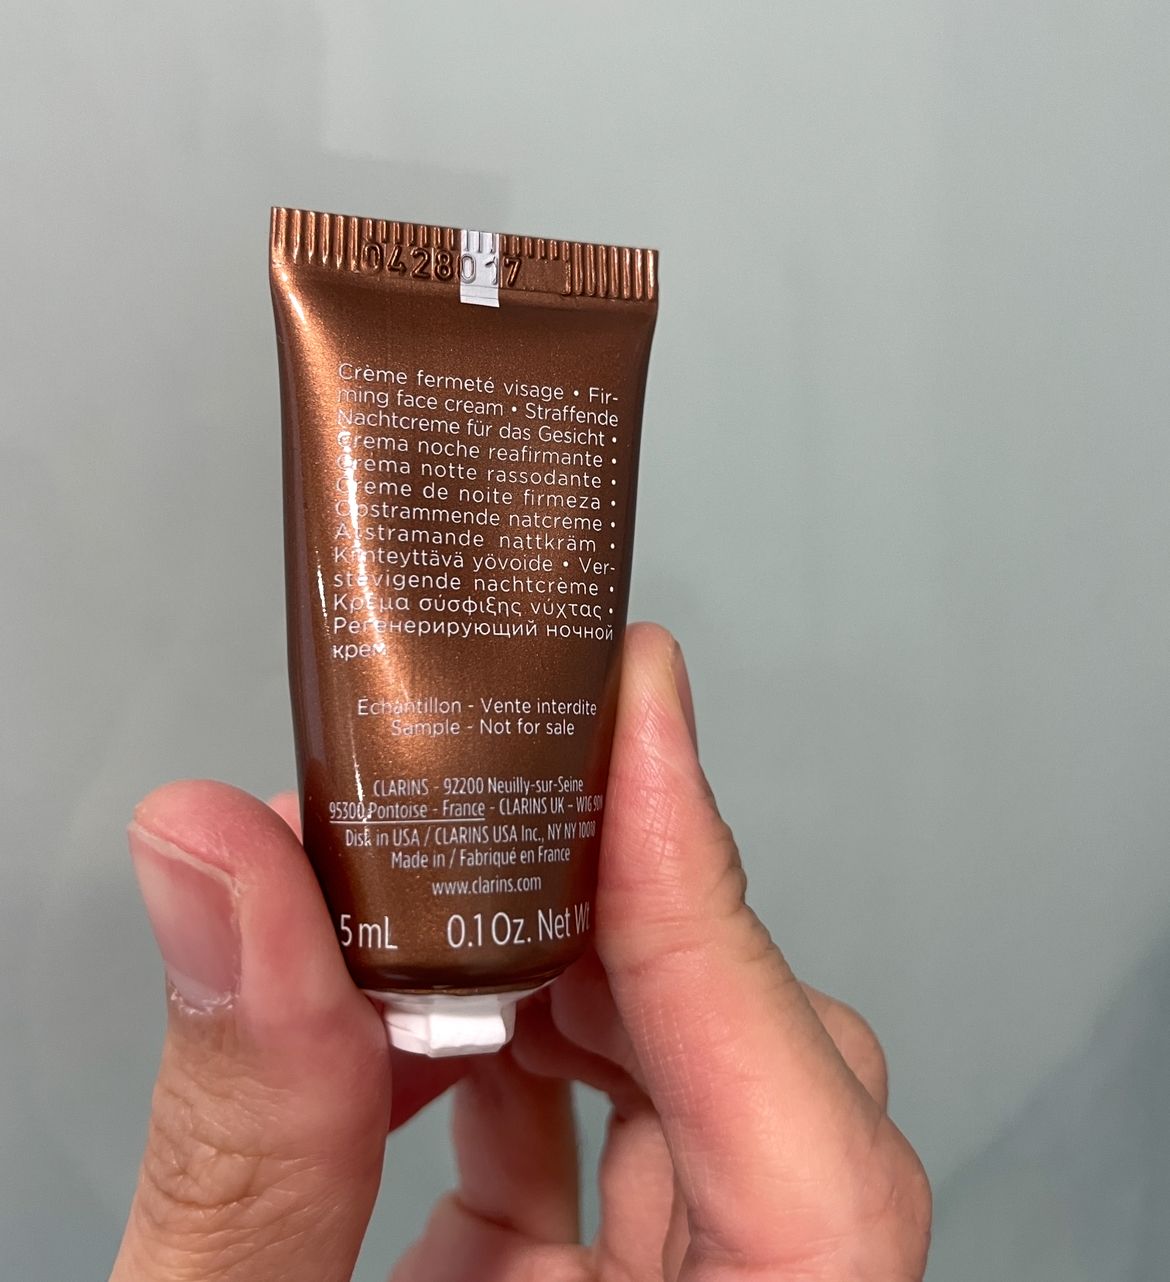 0428017
Crème fermeté visage • Fir-
ming face cream • Straffende
Nachtcreme für das Gesicht •
Crema noche reafirmante •
Crema notte rassodante •
Creme de noite firmeza •
Opstrammende natcreme •
Åtstramande nattkräm •
Kiinteyttävä yövoide • Ver-
stevigende nachtcrème •
Κρέμα σύσφιξης νύχτας •
Регенерирующий ночной
крем
Échantillon - Vente interdite
Sample - Not for sale
CLARINS - 92200 Neuilly-sur-Seine
95300 Pontoise - France - CLARINS UK - W1G
Dist. in USA / CLARINS USA Inc., NY NY 10018
Made in / Fabriqué en France
www.clarins.com
5 mL 0.1 Oz. Net Wt